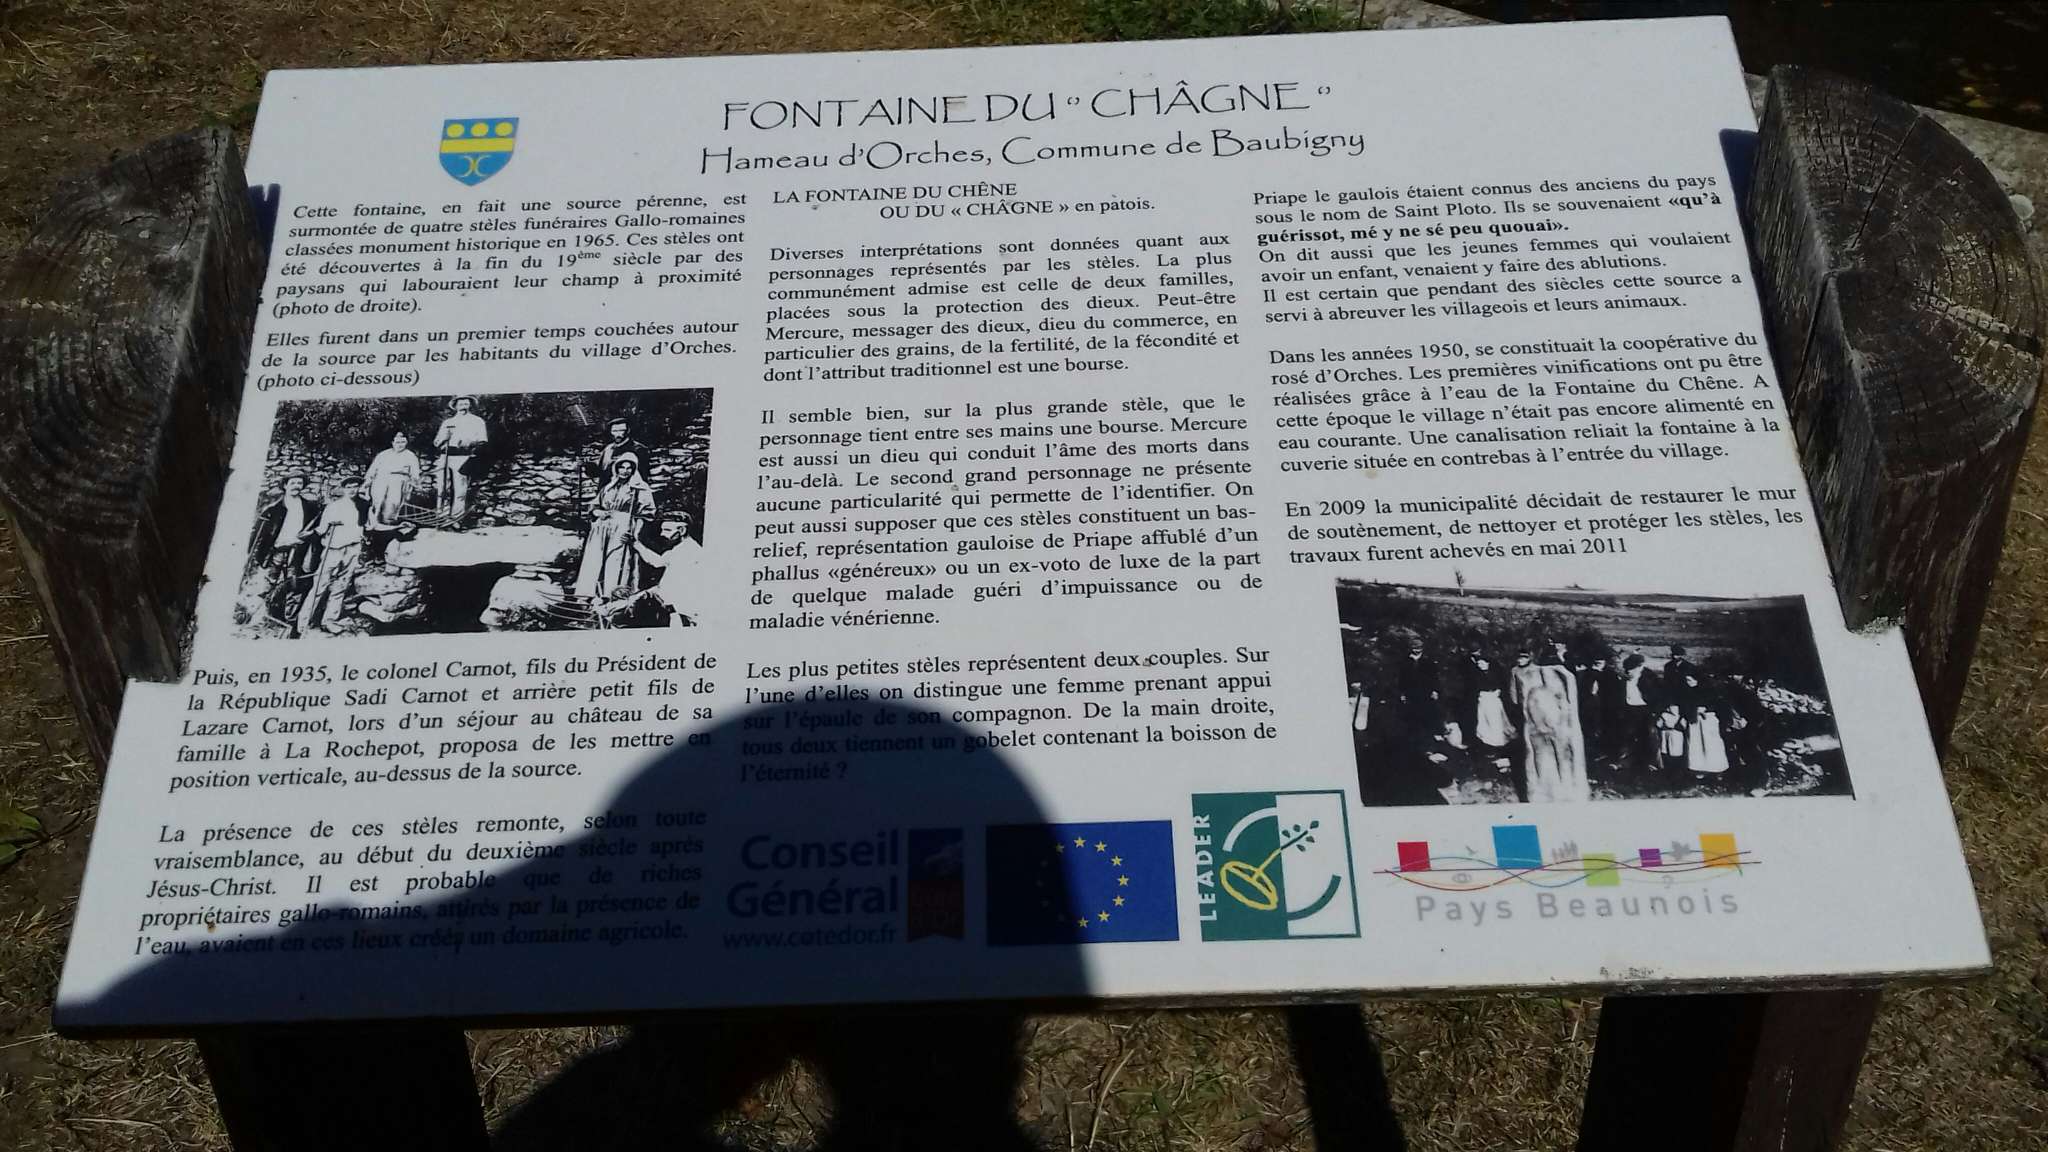 FONTAINE DU " CHÂGNE "
Hameau d'Orches, Commune de Baubigny
Cette fontaine, en fait une source pérenne, est
surmontée de quatre stèles funéraires Gallo-romaines
classées monument historique en 1965. Ces stèles ont
été découvertes à la fin du 19ème siècle par des
paysans qui labouraient leur champ à proximité
(photo de droite).
Elles furent dans un premier temps couchées autour
de la source par les habitants du village d'Orches.
(photo ci-dessous)
Puis, en 1935, le colonel Carnot, fils du Président de
la République Sadi Carnot et arrière petit fils de
Lazare Carnot, lors d'un séjour au château de sa
famille à La Rochepot, proposa de les mettre en
position verticale, au-dessus de la source.
La présence de ces stèles remonte, selon toute
vraisemblance, au début du deuxième siècle après
Jésus-Christ. Il est probable que de riches
propriétaires gallo-romains, attirés par la présence de
l'eau, avaient en ces lieux créé un domaine agricole.
LA FONTAINE DU CHÊNE
OU DU « CHÂGNE » en patois.
Diverses interprétations sont données quant aux
personnages représentés par les stèles. La plus
communément admise est celle de deux familles,
placées sous la protection des dieux. Peut-être
Mercure, messager des dieux, dieu du commerce, en
particulier des grains, de la fertilité, de la fécondité et
dont l'attribut traditionnel est une bourse.
Il semble bien, sur la plus grande stèle, que le
personnage tient entre ses mains une bourse. Mercure
est aussi un dieu qui conduit l'âme des morts dans
l'au-delà. Le second grand personnage ne présente
aucune particularité qui permette de l'identifier. On
peut aussi supposer que ces stèles constituent un bas-
relief, représentation gauloise de Priape affublé d'un
phallus «généreux» ou un ex-voto de luxe de la part
de quelque malade guéri d'impuissance ou de
maladie vénérienne.
Les plus petites stèles représentent deux couples. Sur
l'une d'elles on distingue une femme prenant appui
sur l'épaule de son compagnon. De la main droite,
tous deux tiennent un gobelet contenant la boisson de
l'éternité ?
Priape le gaulois étaient connus des anciens du pays
sous le nom de Saint Ploto. Ils se souvenaient «qu'à
guérissot, mé y ne sé peu quouai».
On dit aussi que les jeunes femmes qui voulaient
avoir un enfant, venaient y faire des ablutions.
Il est certain que pendant des siècles cette source a
servi à abreuver les villageois et leurs animaux.
Dans les années 1950, se constituait la coopérative du
rosé d'Orches. Les premières vinifications ont pu être
réalisées grâce à l'eau de la Fontaine du Chêne. A
cette époque le village n'était pas encore alimenté en
eau courante. Une canalisation reliait la fontaine à la
cuverie située en contrebas à l'entrée du village.
En 2009 la municipalité décidait de restaurer le mur
de soutènement, de nettoyer et protéger les stèles, les
travaux furent achevés en mai 2011
Conseil
Général
www.cotedor.fr
LEADER
Pays Beaunois